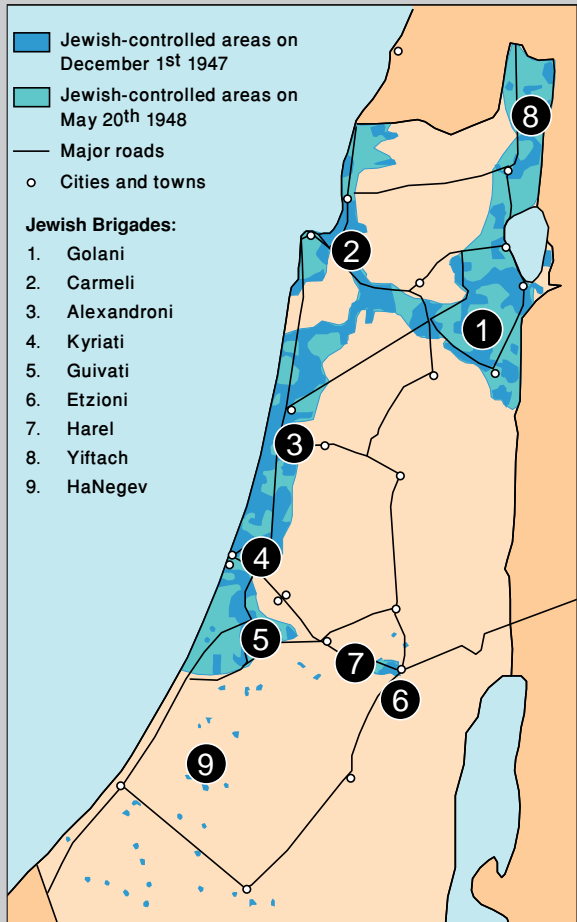 Jewish-controlled areas on
December 1st 1947
Jewish-controlled areas on
May 20th 1948
Major roads
Cities and towns
Jewish Brigades:
1. Golani
2. Carmeli
3. Alexandroni
4. Kyriati
5. Guivati
6. Etzioni
7. Harel
8. Yiftach
9. HaNegev
8
2
1
3
4
5
7
6
9